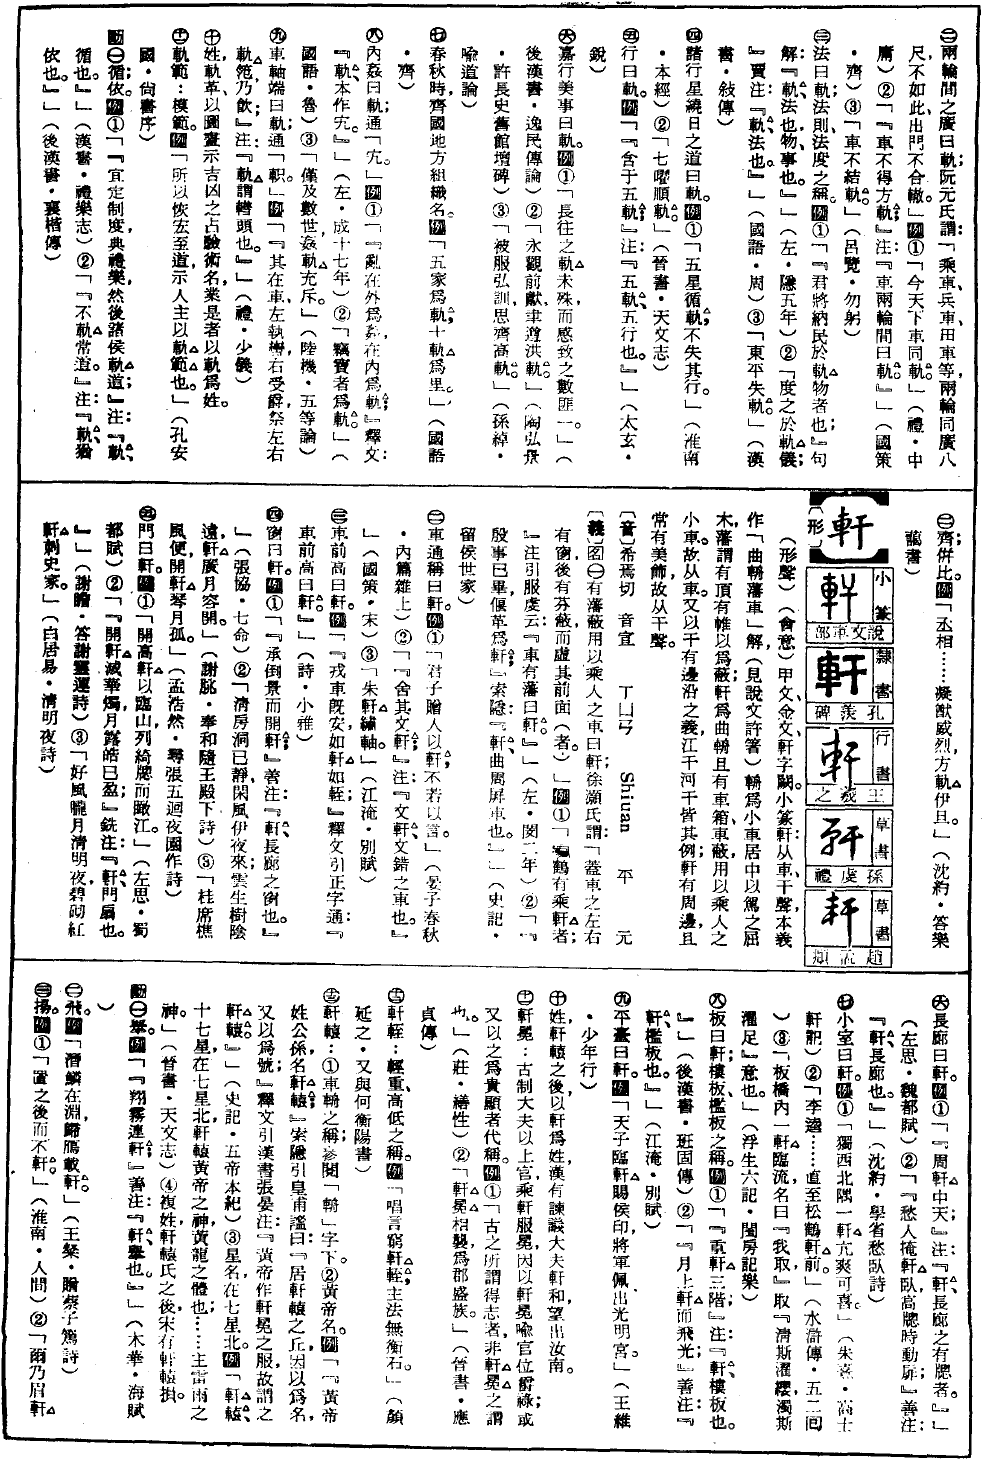 ㊁兩輪間之廣曰軌；阮元氏謂：「乘車、兵車、田車等，兩輪同廣八
尺，不如此，出門不合轍。」例①「今天下車同軌。」（禮・中
庸）②「『車不得方軌』注：『車兩輪間曰軌』」（國策
・齊）③「車不結軌。」（呂覽・勿躬）
㊂法曰軌；法則法度之稱。例①「『君將納民於軌物者也』句
解：『軌、法也；物、事也。』」（左・隱五年）②「『度之於軌儀』
賈注：『軌、法也。』」（國語・周）③「東平失軌。」（漢
書・敍傳）
㊃諸行星繞日之道曰軌。例①「五星循軌，不失其行。」（淮南
・本經）②「七曜順軌。」（晉書・天文志）
㊄行曰軌。例「『含于五軌』注：『五軌、五行也。』」（太玄・
銳）
㊅嘉行美事曰軌。例①「長往之軌未殊，而感致之數匪一。」（
後漢書・逸民傳論）②「永觀前獻，聿遵洪軌。」（陶弘景
・許長史舊館壇碑）③「被服弘訓，思齊高軌。」（孫綽・
喩道論）
㊆春秋時，齊國地方組織名。例「五家爲軌；十軌爲里。」（國語
・齊）
㊇內姦曰軌；通「宄」。例①「『亂在外爲姦，在內爲軌』釋文：
『軌、本作宄』」（左・成十七年）②「竊寶者爲軌。」（
國語・魯）③「僅及數世，姦軌充斥。」（陸機・五等論）
㊈車軸端曰軌；通「軹」。例「『其在車，左執轡，右受爵，祭左右
軌笵，乃飮』注：『軌、謂轊頭也。』」（禮・少儀）
㊉姓，軌革以圖畫示吉凶之占驗術名，業是者以軌爲姓。
軌範：模範。例「所以恢宏至道，示人主以軌範也。」（孔安
國・尙書序）
動㊀循，依。例①「『宜定制度，典禮樂，然後諸侯軌道』注：『軌、
循也。』」（漢書・禮樂志）②「『不軌常道』注：『軌、猶
依也。』」（後漢書・襄楷傳）
㊁齊；併比。例「丞相……凝猷威烈，方軌伊旦。」（沈約・答樂
藹書）
軒
〔形〕
小篆 說文車部
隸書 孔羨碑
行書 王羲之
草書 孫虔禮
草書 趙孟頫
（形聲）（會意）甲文、金文軒字闕。小篆軒：从車，干聲，本義
作「曲輈藩車」解（見說文許箸）輈爲小車居中以駕之屈
木，藩謂有頂有帷以爲蔽，軒爲曲輈且有車箱車蔽用以乘人之
小車；故从車。又以干有邊沿之義，江干、河干皆其例；軒有周邊，且
常有美飾，故从干聲。
〔音〕希焉切　音宣　ㄒㄩㄢ　Shiuan　平　元
〔義〕图㊀有藩蔽用以乘人之車曰軒；徐灝氏謂：「蓋車之左右
有窗，後有芬蔽，而虛其前面（者）」例①「『鶴有乘軒者』
注引服虔云：『車有藩曰軒。』」（左・閔二年）②「『
殷事已畢，偃革爲軒』索隱：『軒、曲周屏車也。』」（史記・
留侯世家）
㊁車通稱曰軒。例①「君子贈人以軒，不若以言。」（晏子春秋
・內篇雜上）②「『舍其文軒』注：『文軒、文錯之車也。』
」（國策・宋）③「朱軒繡軸。」（江淹・別賦）
㊂車前高曰軒。例「『戎車旣安，如輊如軒』釋文引正字通：『
車前高曰軒。』」（詩・小雅）
㊃窗曰軒。例①「『承倒景而開軒』善注：『軒、長廊之窗也。』
」（張協・七命）②「淸房洞已靜，閑風伊夜來；雲生樹陰
遠，軒廣月容開。」（謝脁・奉和隨王殿下詩）③「桂席樵
風便，開軒琴月孤。」（孟浩然・尋張五迴夜園作詩）
㊄門曰軒。例①「開高軒以臨山，列綺牕而瞰江。」（左思・蜀
都賦）②「『開軒滅華燭，月露皓已盈』銑注：『軒、門扇也。
』」（謝瞻・答謝靈運詩）③「好風朧月淸明夜，碧砌紅
軒刺史家。」（白居易・淸明夜詩）
㊅長廊曰軒。例①「『周軒中天』注：『軒、長廊之有牕者。』」
（左思・魏都賦）②「『愁人掩軒臥，高牕時動扉』善注：
『軒、長廊也。』」（沈約・學省愁臥詩）
㊆小室曰軒。例①「獨西北隅一軒，亢爽可喜。」（朱熹・高士
軒記）②「李逵……直至松鶴軒前」（水滸傳・五二回
）③「板橋內一軒臨流，名曰『我取』，取『淸斯濯纓，濁斯
濯足』意也。」（浮生六記・閨房記樂）
㊇板曰軒；樓板、檻板之稱。例①「『重軒三階』注：『軒、樓板也。
』」（後漢書・班固傳）②「『月上軒而飛光』善注：『
軒、檻板也。』」（江淹・別賦）
㊈平臺曰軒。例「天子臨軒賜侯印，將軍佩出光明宮。」（王維
・少年行）
㊉姓，軒轅之後以軒爲姓，漢有諫議大夫軒和，望出汝南。
軒冕：古制大夫以上官，乘軒服冕，因以軒冕喩官位爵祿，或
又以之爲貴顯者代稱。例①「古之所謂得志者，非軒冕之謂
也。」（莊・繕性）②「軒冕相襲，爲郡盛族。」（晉書・應
貞傳）
軒輊：輕重高低之稱。例「唱言窮軒輊，主法無衡石。」（顏
延之・又與何衡陽書）
軒轅：①車輈之稱；參閱「輈」字下。②黃帝名。例「『黃帝
姓公孫，名軒轅』索隱引皇甫謐曰：『居軒轅之丘，因以爲名，
又以爲號』釋文引漢書張晏注：『黃帝作軒冕之服，故謂之
軒轅。』」（史記・五帝本紀）③星名，在七星北。例「軒轅
十七星，在七星北；軒轅，黃帝之神，黃龍之體也；……主雷雨之
神。」（晉書・天文志）④複姓，軒轅氏之後，宋有軒轅損。
動㊀舉。例「『翔霧連軒』善注：『軒、舉也。』」（木華・海賦
）
㊁飛。例「潛鱗在淵，歸鴈載軒。」（王粲・贈蔡子篤詩）
㊂揚。例①「置之後而不軒。」（淮南・人間）②「爾乃眉軒